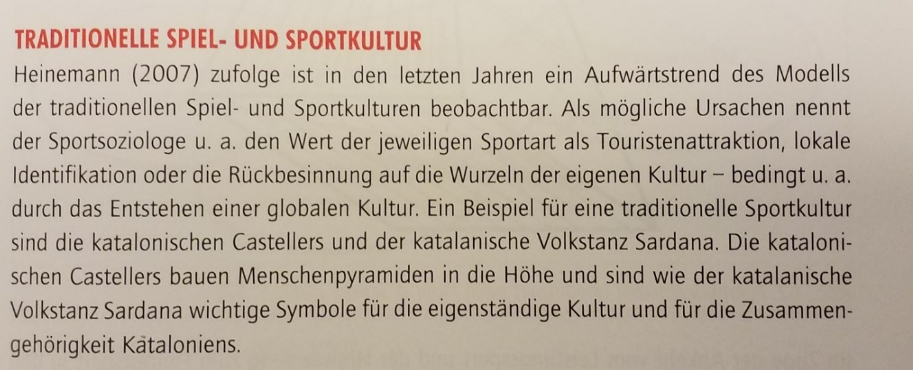 TRADITIONELLE SPIEL- UND SPORTKULTUR
Heinemann (2007) zufolge ist in den letzten Jahren ein Aufwärtstrend des Modells
der traditionellen Spiel- und Sportkulturen beobachtbar. Als mögliche Ursachen nennt
der Sportsoziologe u. a. den Wert der jeweiligen Sportart als Touristenattraktion, lokale
Identifikation oder die Rückbesinnung auf die Wurzeln der eigenen Kultur – bedingt u. a.
durch das Entstehen einer globalen Kultur. Ein Beispiel für eine traditionelle Sportkultur
sind die katalonischen Castellers und der katalanische Volkstanz Sardana. Die kataloni-
schen Castellers bauen Menschenpyramiden in die Höhe und sind wie der katalanische
Volkstanz Sardana wichtige Symbole für die eigenständige Kultur und für die Zusammen-
gehörigkeit Kataloniens.